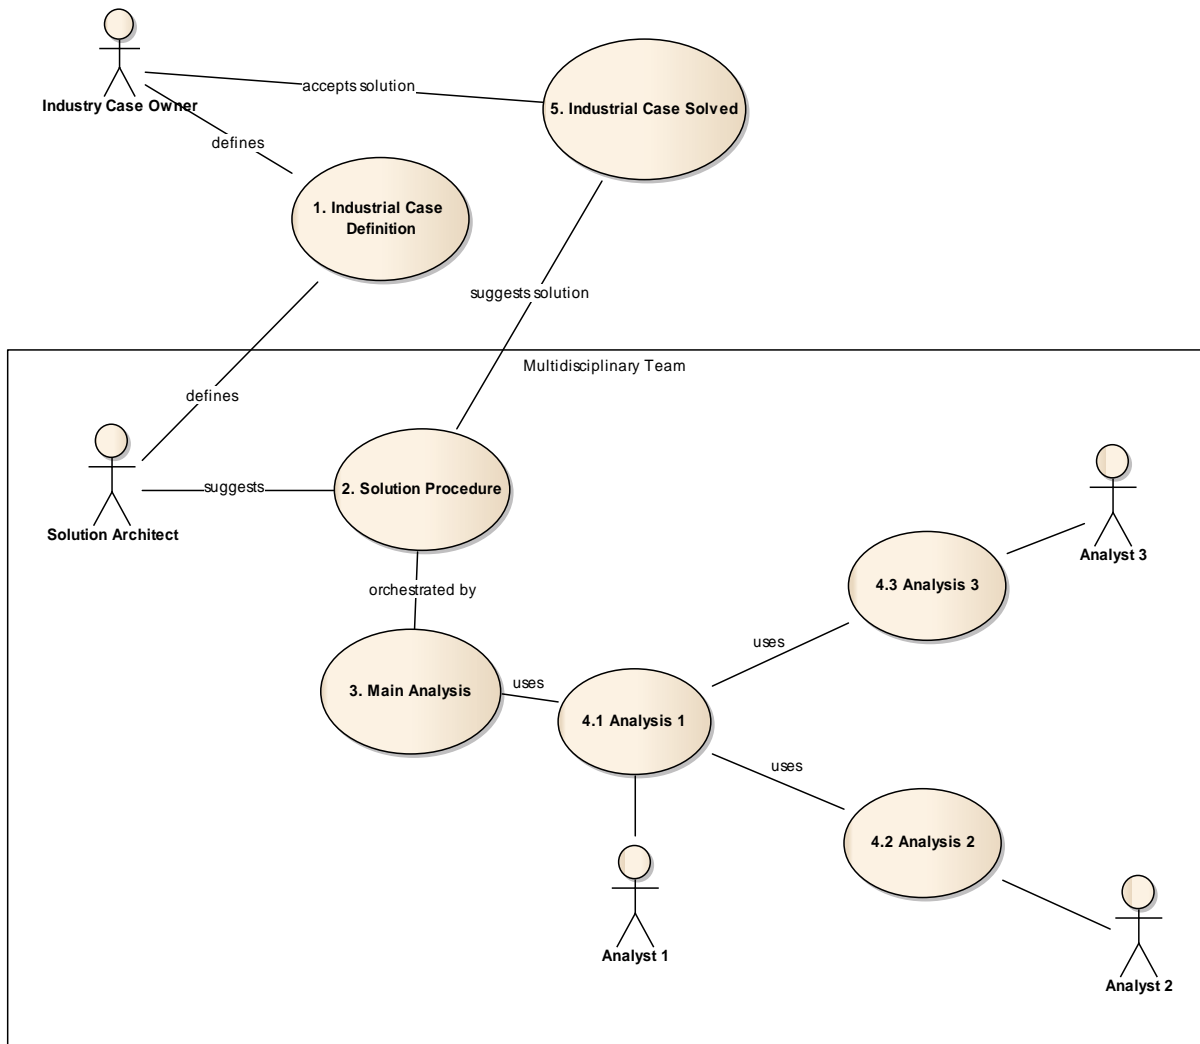 Industry Case Owner
accepts solution
5. Industrial Case Solved
defines
1. Industrial Case
Definition
suggests solution
Multidisciplinary Team
defines
Solution Architect
suggests
2. Solution Procedure
Analyst 3
orchestrated by
4.3 Analysis 3
uses
3. Main Analysis
uses
4.1 Analysis 1
uses
4.2 Analysis 2
Analyst 1
Analyst 2